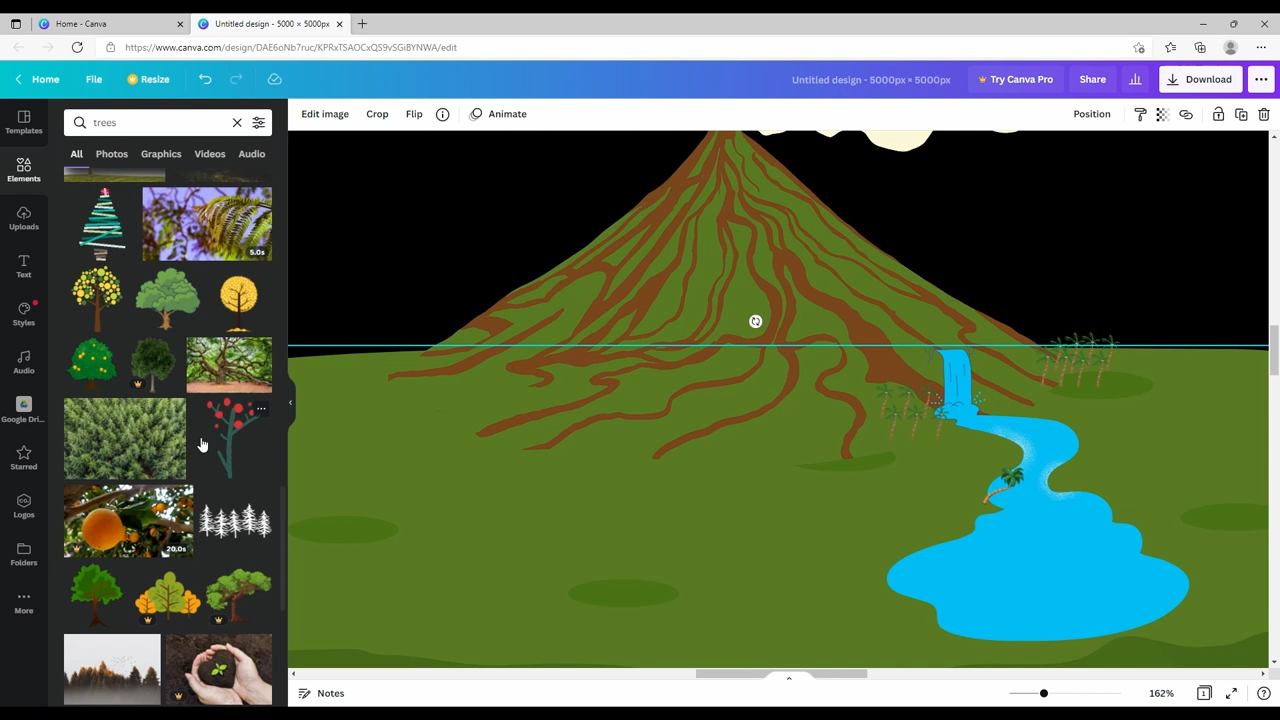 Home - Canva
Untitled design - 5000 × 5000px
https://www.canva.com/design/DAE6oNb7ruc/KPRxTSAOCxQS9vSGiBYNWA/edit
Home
File
Resize
Untitled design - 5000px × 5000px
Try Canva Pro
Share
Download
Templates
Elements
Uploads
Text
Styles
Audio
Google Dri...
Starred
Logos
Folders
More
trees
All
Photos
Graphics
Videos
Audio
5.0s
20.0s
Edit image
Crop
Flip
Animate
Position
Notes
162%
1